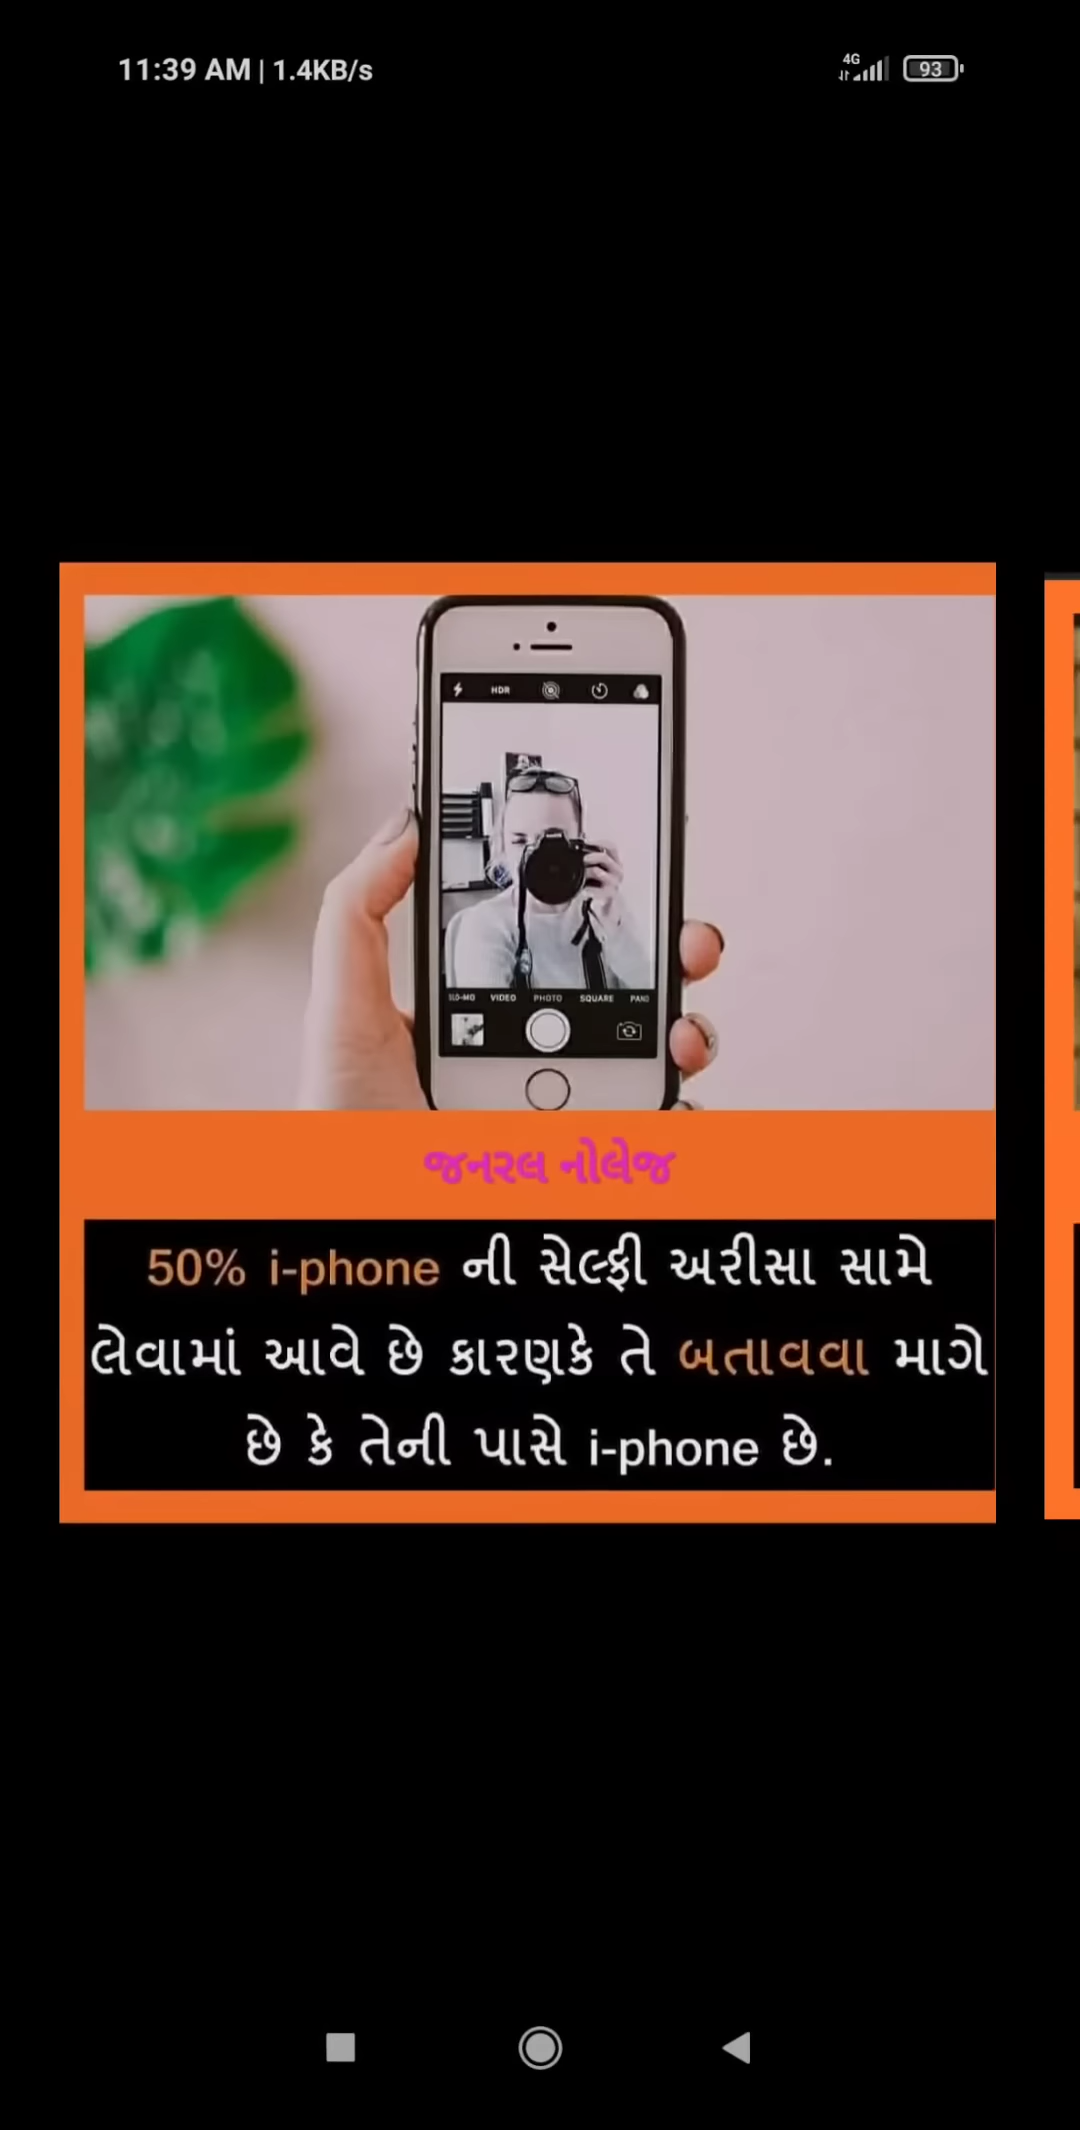 11:39 AM | 1.4KB/s
4G
93
HDR
SLO-MO VIDEO PHOTO SQUARE PANO
જનરલ નોલેજ
50% i-phone ની સેલ્ફી અરીસા સામે
લેવામાં આવે છે કારણકે તે બતાવવા માગે
છે કે તેની પાસે i-phone છે.